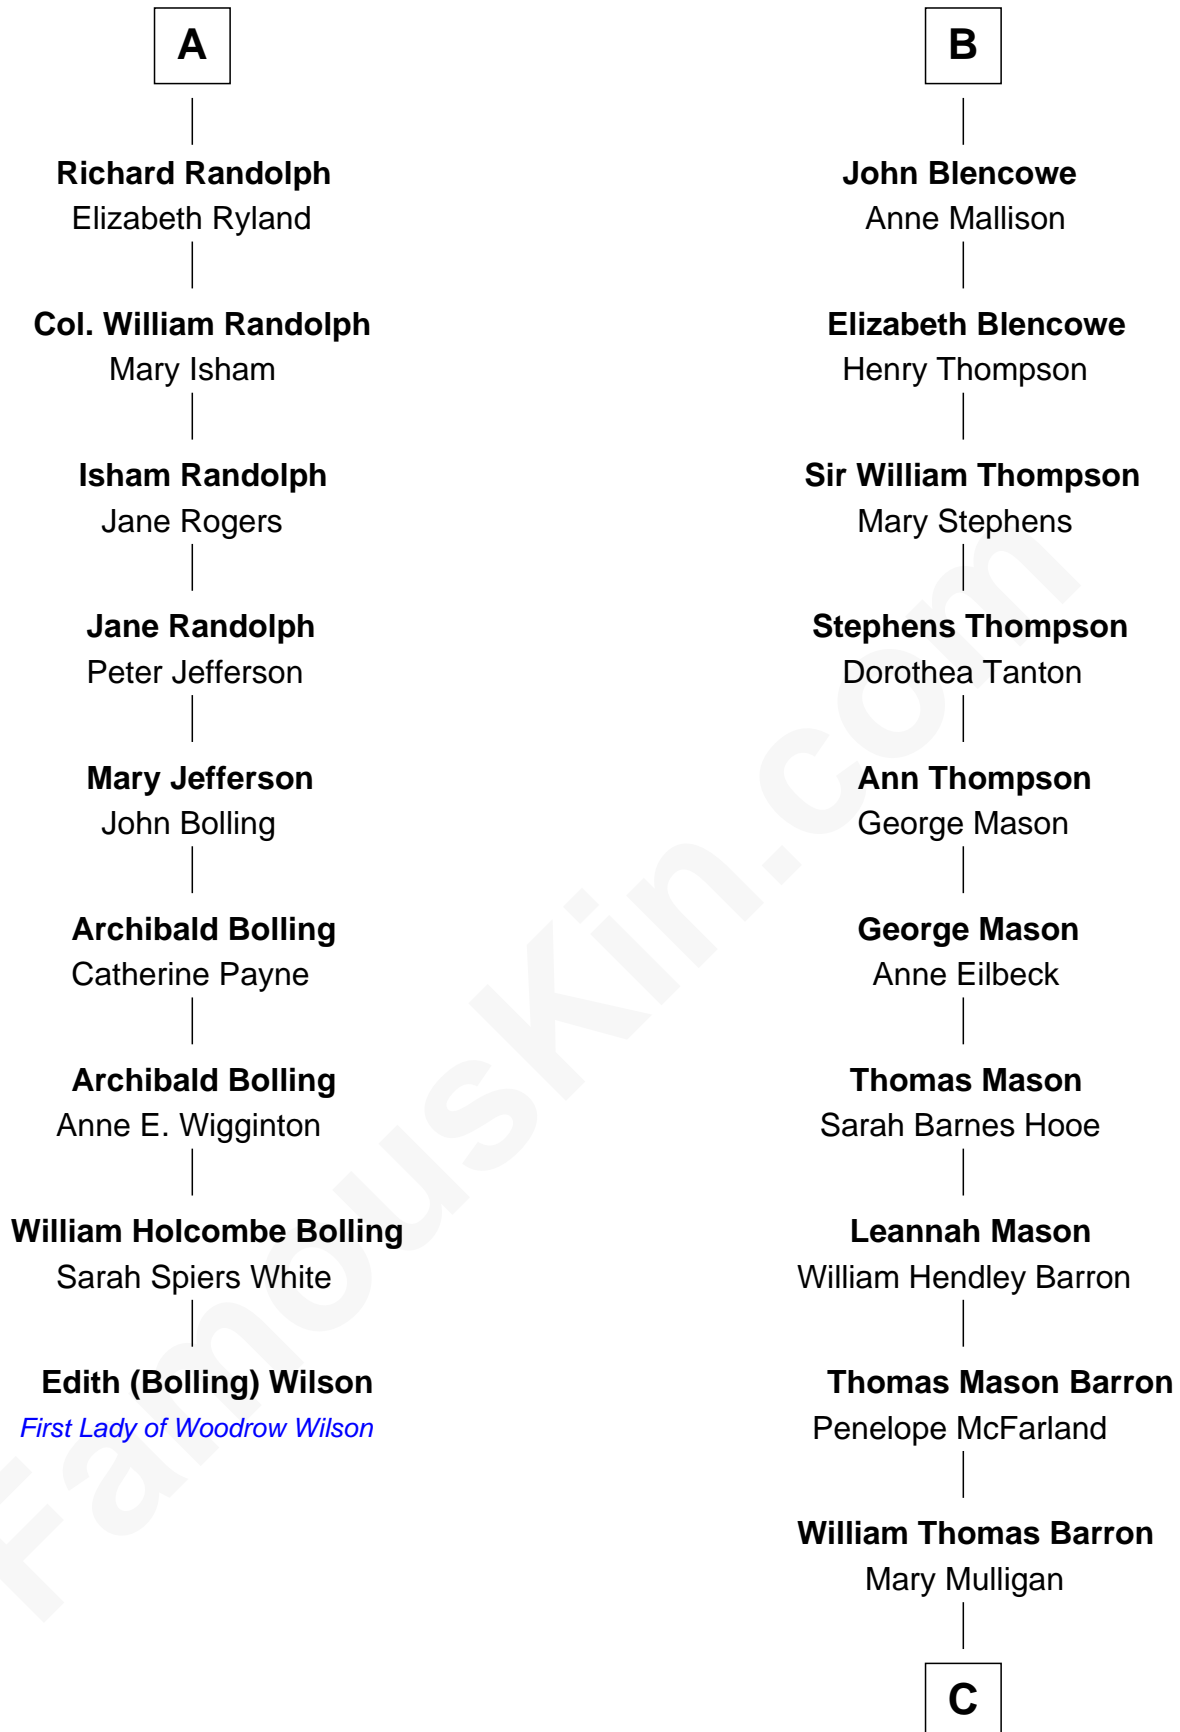 A
Richard Randolph
Elizabeth Ryland
Col. William Randolph
Mary Isham
Isham Randolph
Jane Rogers
Jane Randolph
Peter Jefferson
Mary Jefferson
John Bolling
Archibald Bolling
Catherine Payne
Archibald Bolling
Anne E. Wigginton
William Holcombe Bolling
Sarah Spiers White
Edith (Bolling) Wilson
First Lady of Woodrow Wilson
B
John Blencowe
Anne Mallison
Elizabeth Blencowe
Henry Thompson
Sir William Thompson
Mary Stephens
Stephens Thompson
Dorothea Tanton
Ann Thompson
George Mason
George Mason
Anne Eilbeck
Thomas Mason
Sarah Barnes Hooe
Leannah Mason
William Hendley Barron
Thomas Mason Barron
Penelope McFarland
William Thomas Barron
Mary Mulligan
C
FamousKin.com